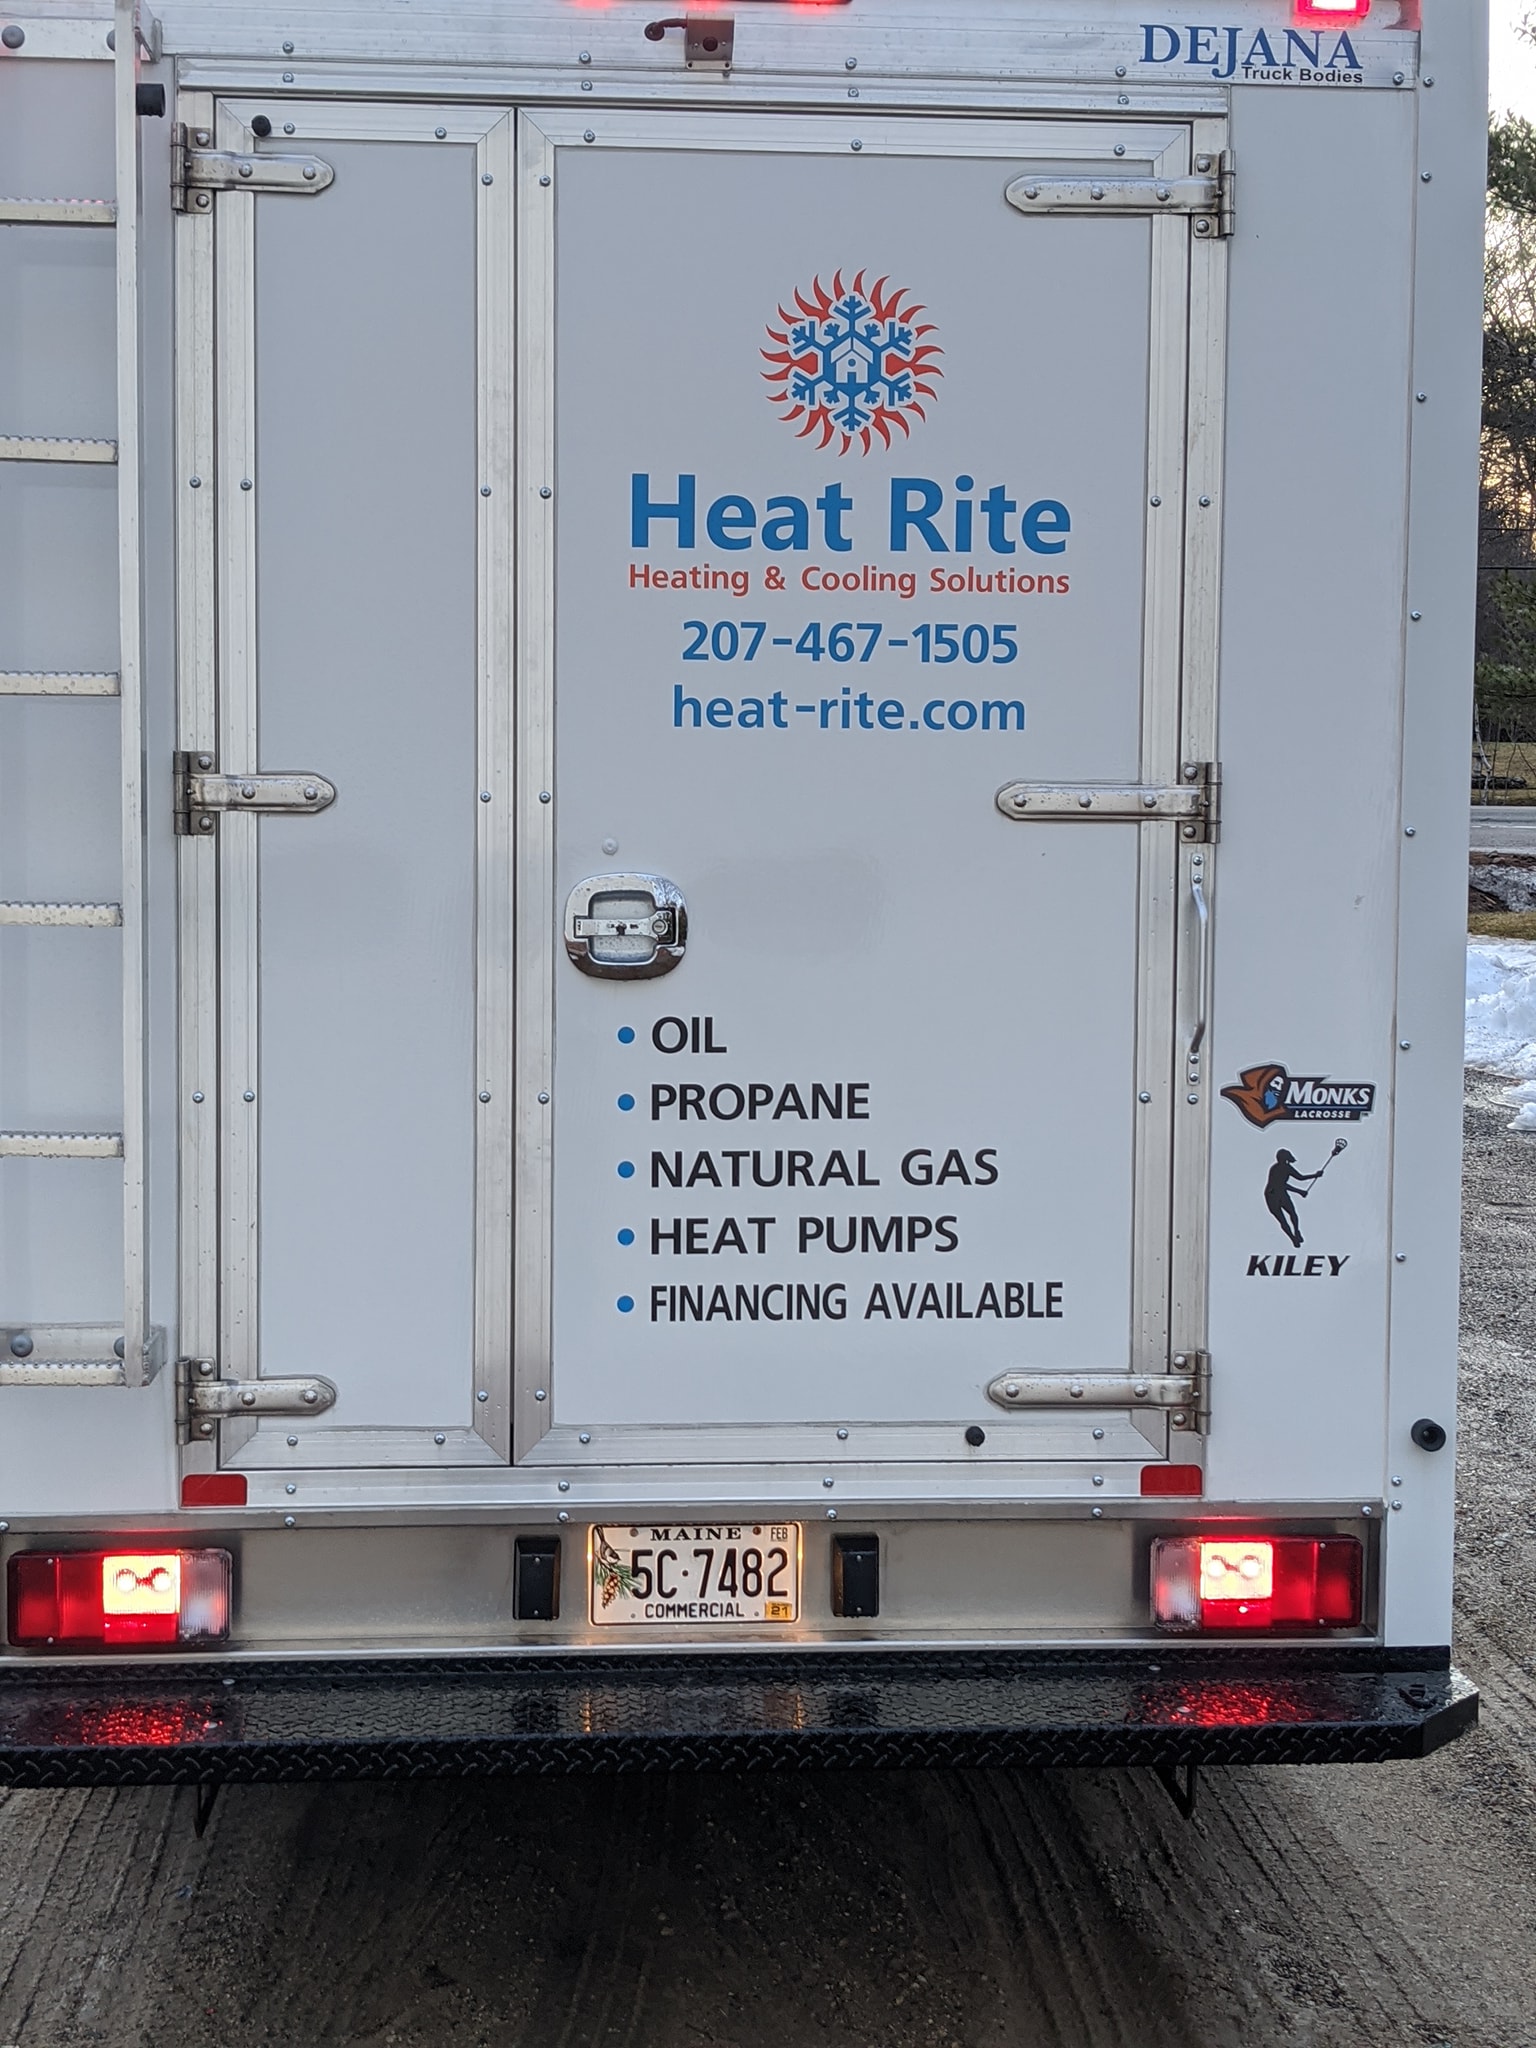 DEJANA
Truck Bodies
Heat Rite
Heating & Cooling Solutions
207-467-1505
heat-rite.com
• OIL
• PROPANE
• NATURAL GAS
• HEAT PUMPS
• FINANCING AVAILABLE
MONKS
LACROSSE
KILEY
MAINE FEB
5C·7482
COMMERCIAL 21